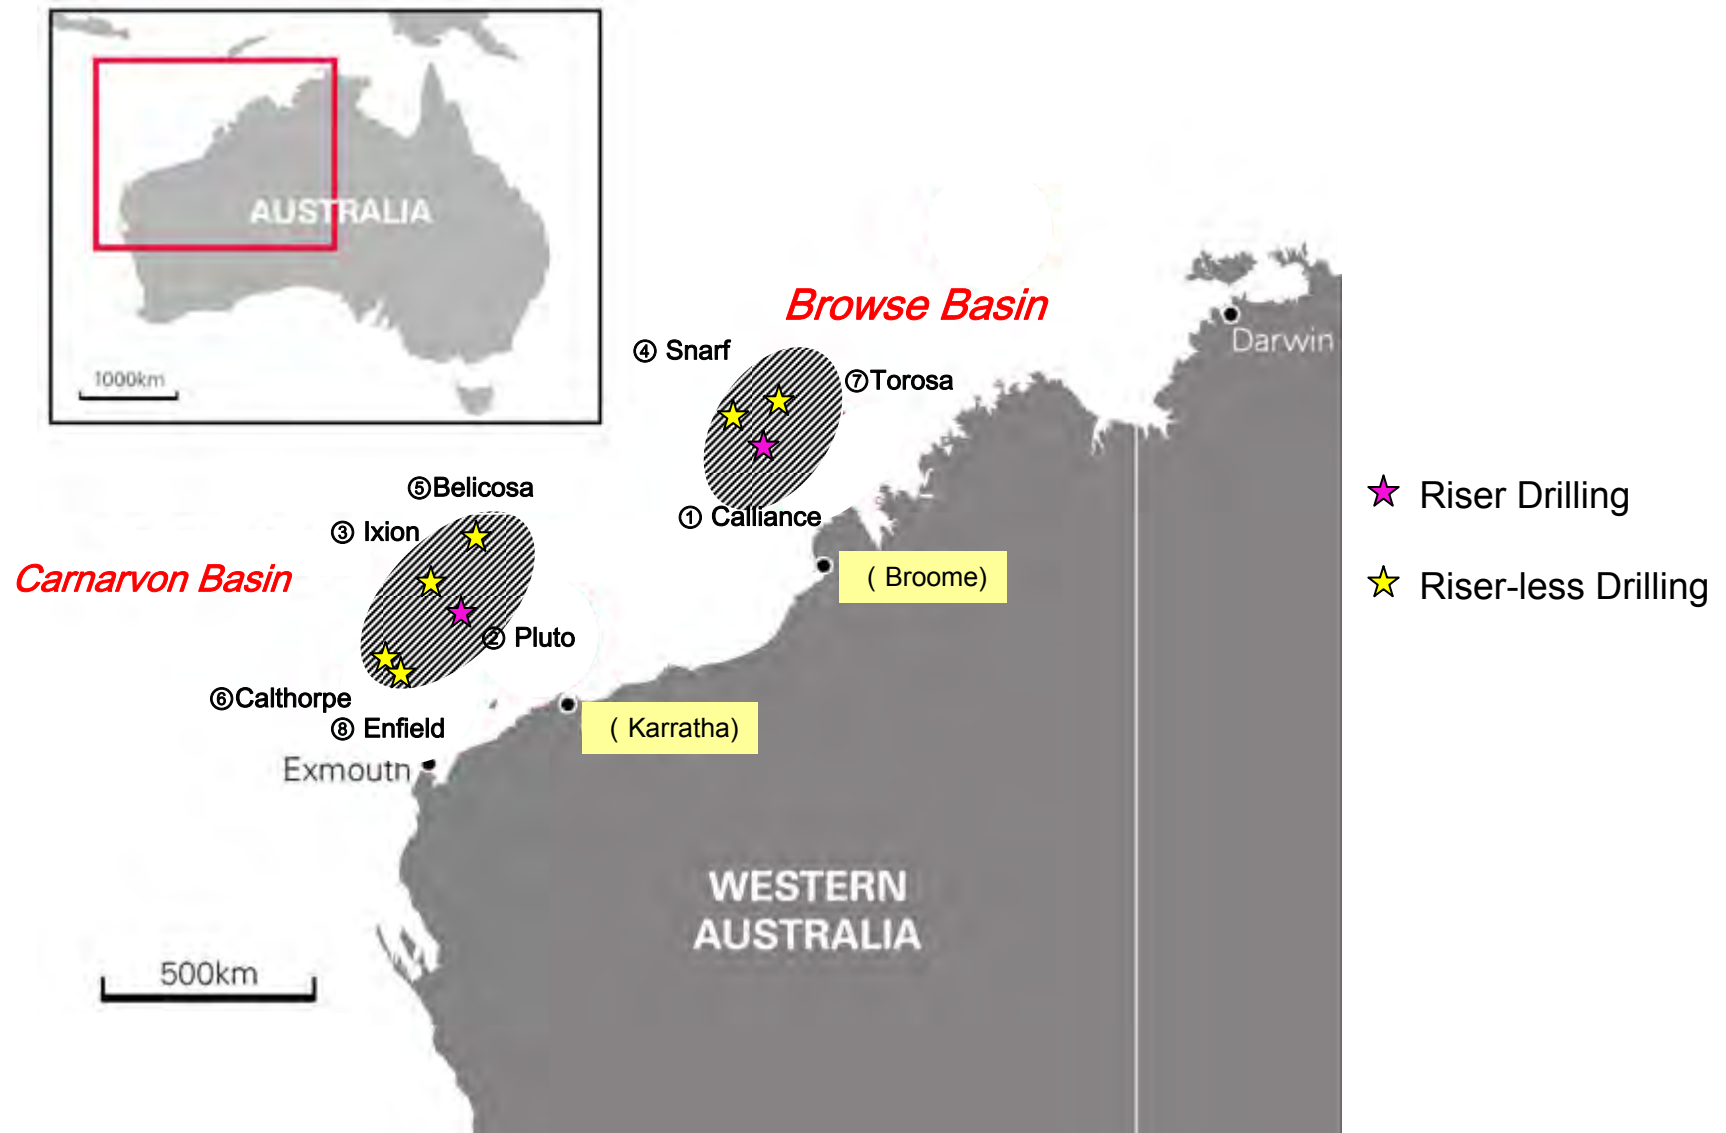 AUSTRALIA
1000km
Browse Basin
Darwin
④ Snarf
⑦Torosa
⑤Belicosa
① Calliance
③ Ixion
Carnarvon Basin
( Broome)
② Pluto
⑥Calthorpe
⑧ Enfield
( Karratha)
Exmouth
WESTERN
AUSTRALIA
500km
Riser Drilling
Riser-less Drilling